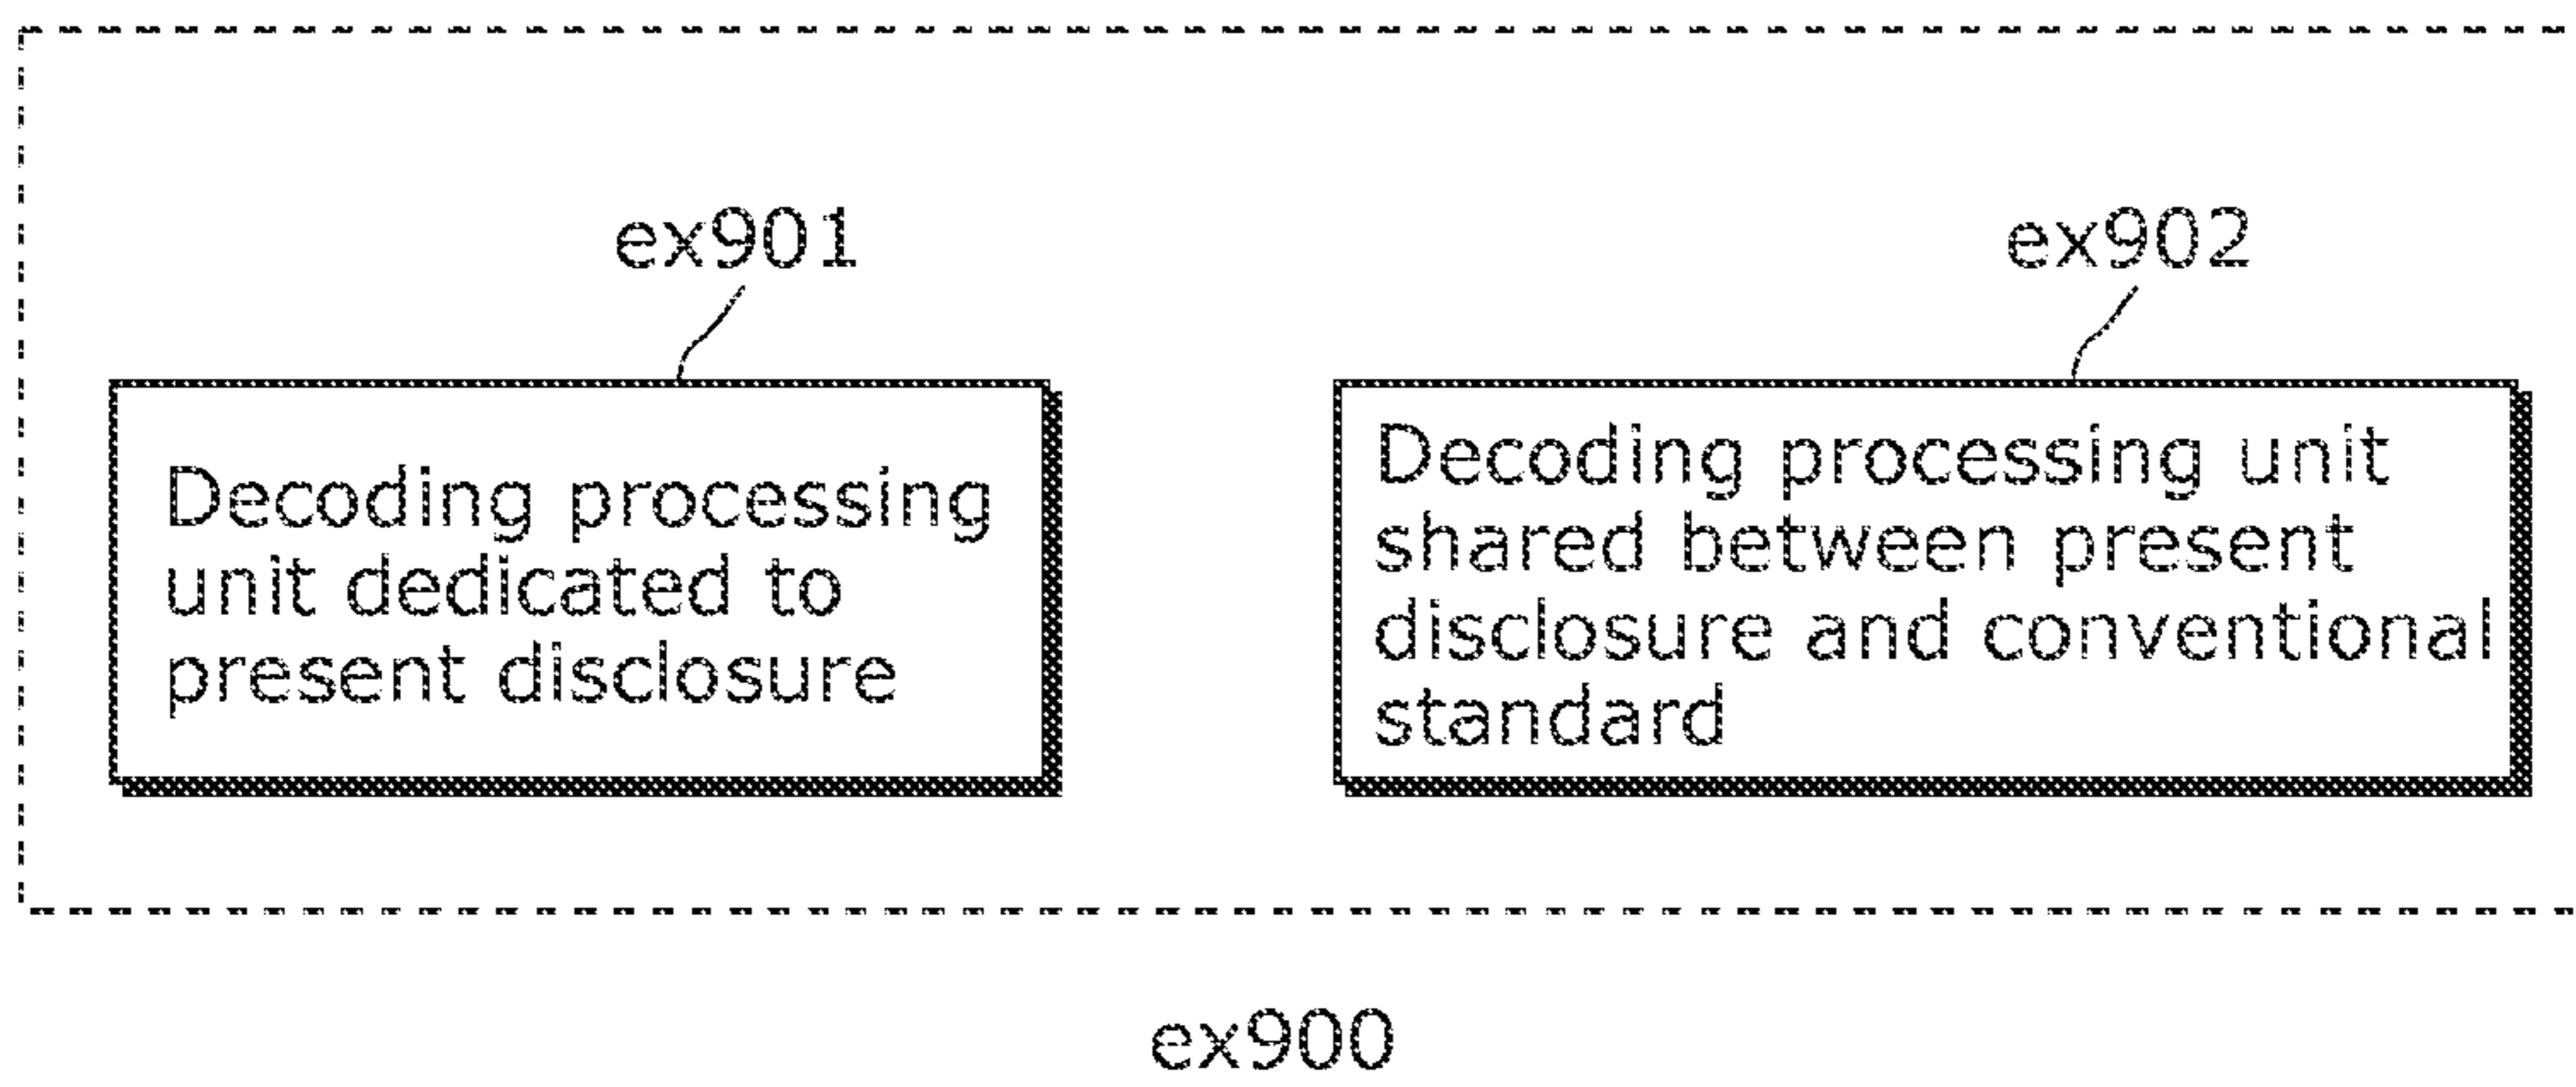 ex901
ex902
Decoding processing
unit dedicated to
present disclosure
Decoding processing unit
shared between present
disclosure and conventional
standard
ex900